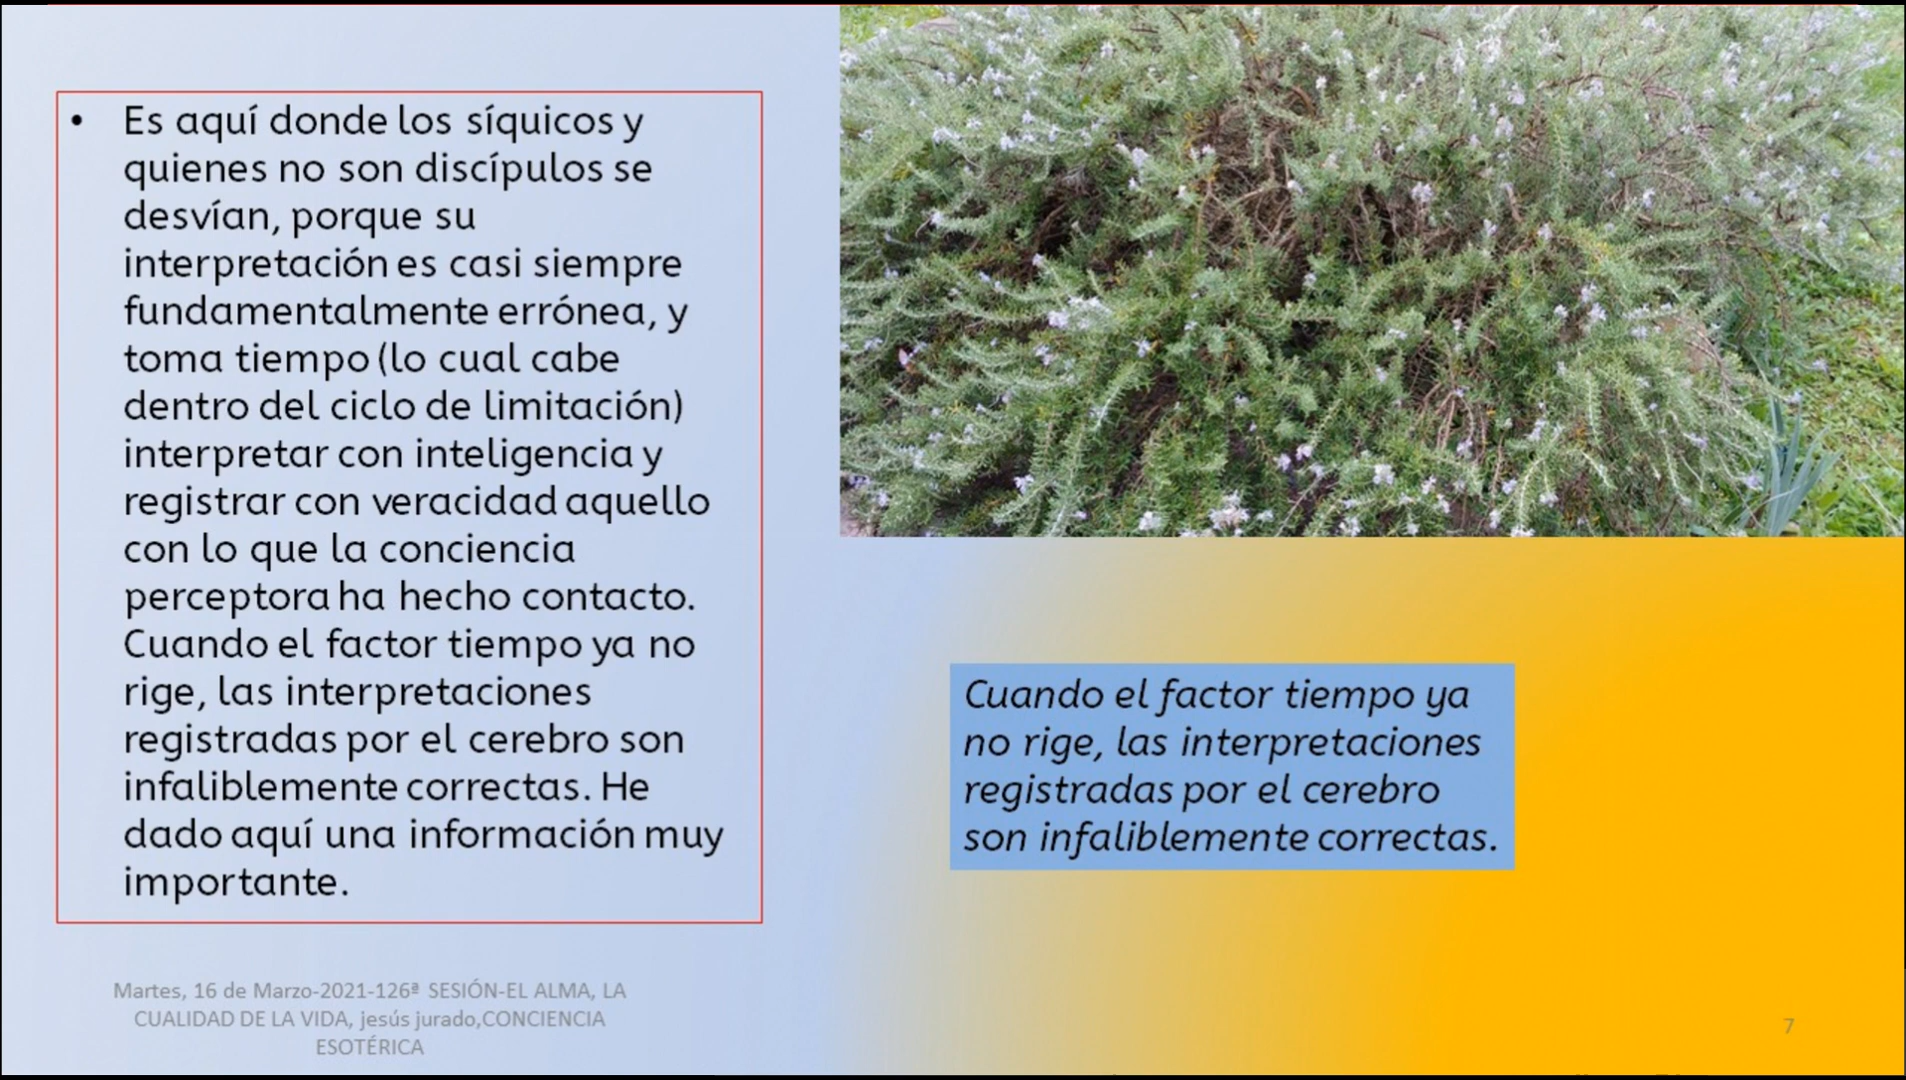 • Es aquí donde los síquicos y
quienes no son discípulos se
desvían, porque su
interpretación es casi siempre
fundamentalmente errónea, y
toma tiempo (lo cual cabe
dentro del ciclo de limitación)
interpretar con inteligencia y
registrar con veracidad aquello
con lo que la conciencia
perceptora ha hecho contacto.
Cuando el factor tiempo ya no
rige, las interpretaciones
registradas por el cerebro son
infaliblemente correctas. He
dado aquí una información muy
importante.
Cuando el factor tiempo ya
no rige, las interpretaciones
registradas por el cerebro
son infaliblemente correctas.
Martes, 16 de Marzo-2021-126ª SESIÓN-EL ALMA, LA
CUALIDAD DE LA VIDA, jesús jurado,CONCIENCIA
ESOTÉRICA
7